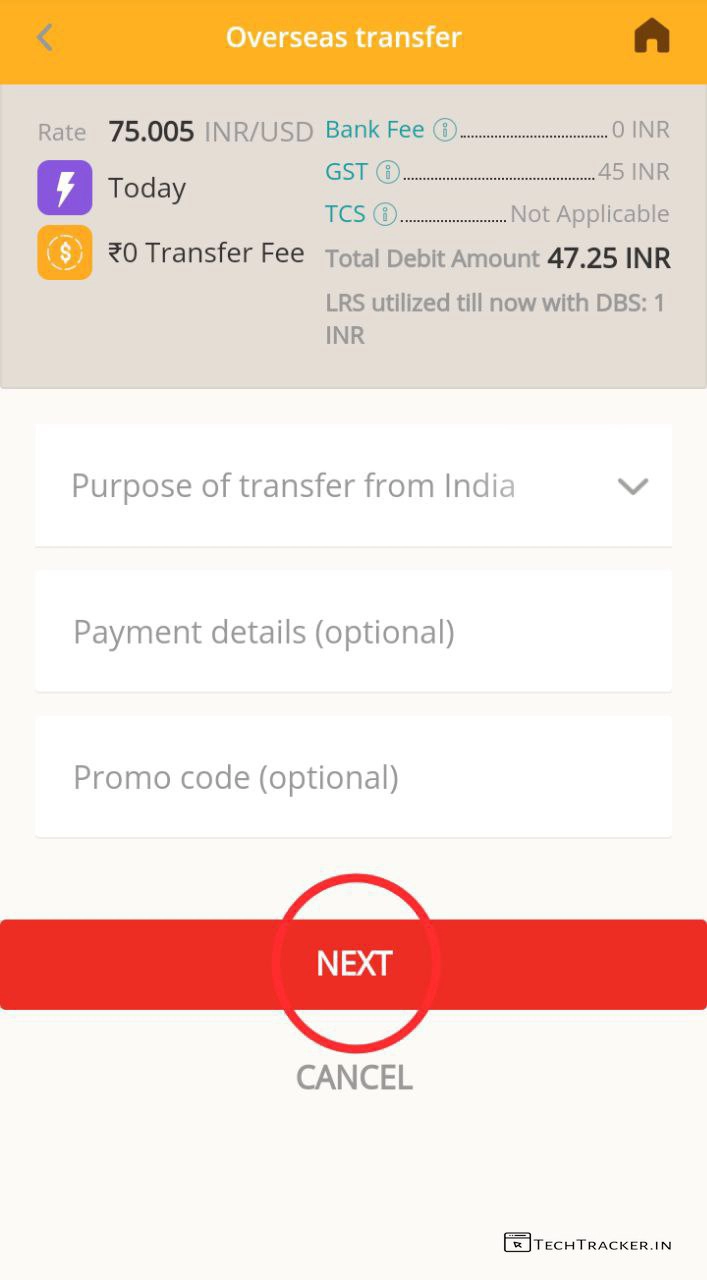 Overseas transfer
Rate 75.005 INR/USD
Today
₹0 Transfer Fee
Bank Fee 0 INR
GST 45 INR
TCS Not Applicable
Total Debit Amount 47.25 INR
LRS utilized till now with DBS: 1
INR
Purpose of transfer from India
Payment details (optional)
Promo code (optional)
NEXT
CANCEL
TECHTRACKER.IN